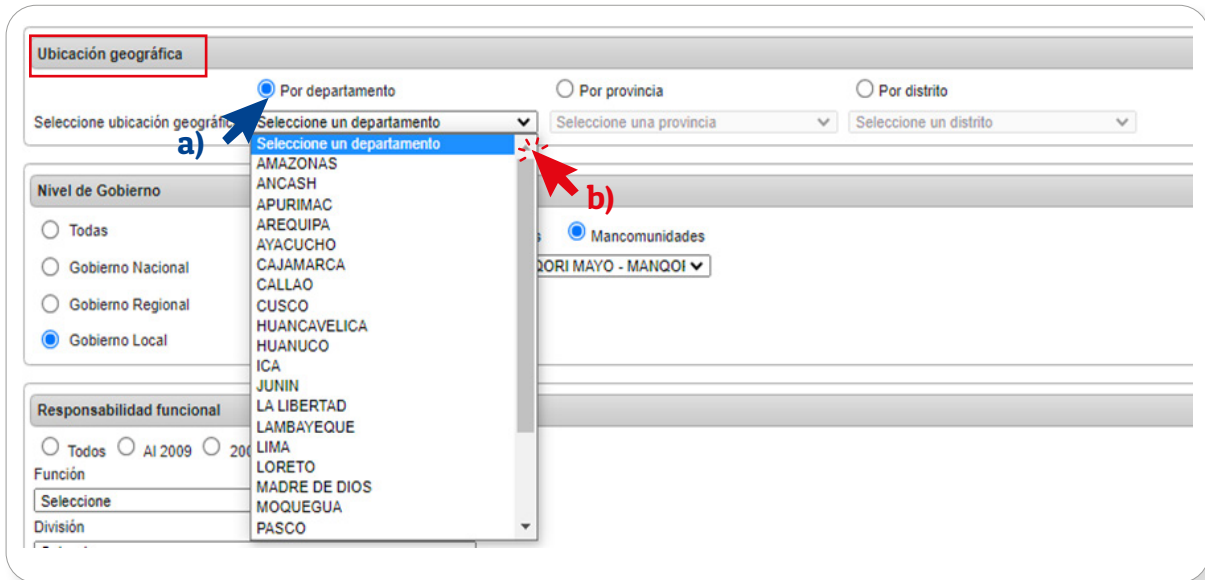 Ubicación geográfica
Por departamento Por provincia Por distrito
Seleccione ubicación geográfic Seleccione un departamento Seleccione una provincia Seleccione un distrito
a)
Seleccione un departamento
AMAZONAS
ANCASH
APURIMAC
AREQUIPA
AYACUCHO
CAJAMARCA
CALLAO
CUSCO
HUANCAVELICA
HUANUCO
ICA
JUNIN
LA LIBERTAD
LAMBAYEQUE
LIMA
LORETO
MADRE DE DIOS
MOQUEGUA
PASCO
b)
Nivel de Gobierno
Todas
s Mancomunidades
Gobierno Nacional
QORI MAYO - MANQOI
Gobierno Regional
Gobierno Local
Responsabilidad funcional
Todos Al 2009 200
Función
Seleccione
División